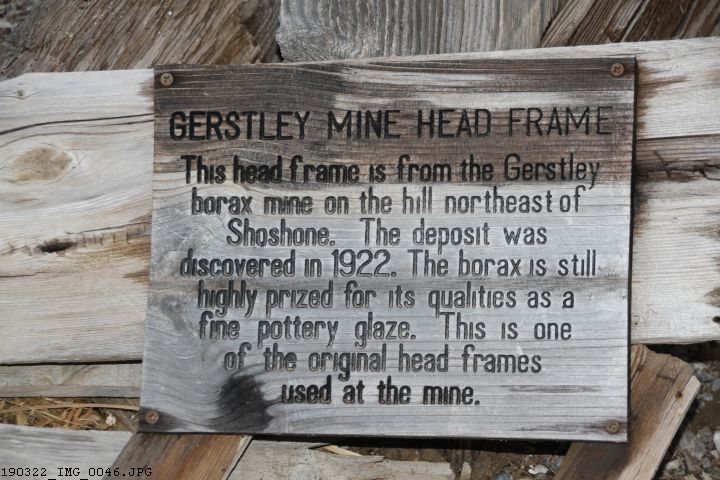 GERSTLEY MINE HEAD FRAME
This head frame is from the Gerstley
borax mine on the hill northeast of
Shoshone. The deposit was
discovered in 1922. The borax is still
highly prized for its qualities as a
fine pottery glaze. This is one
of the original head frames
used at the mine.
190322_IMG_0046.JPG